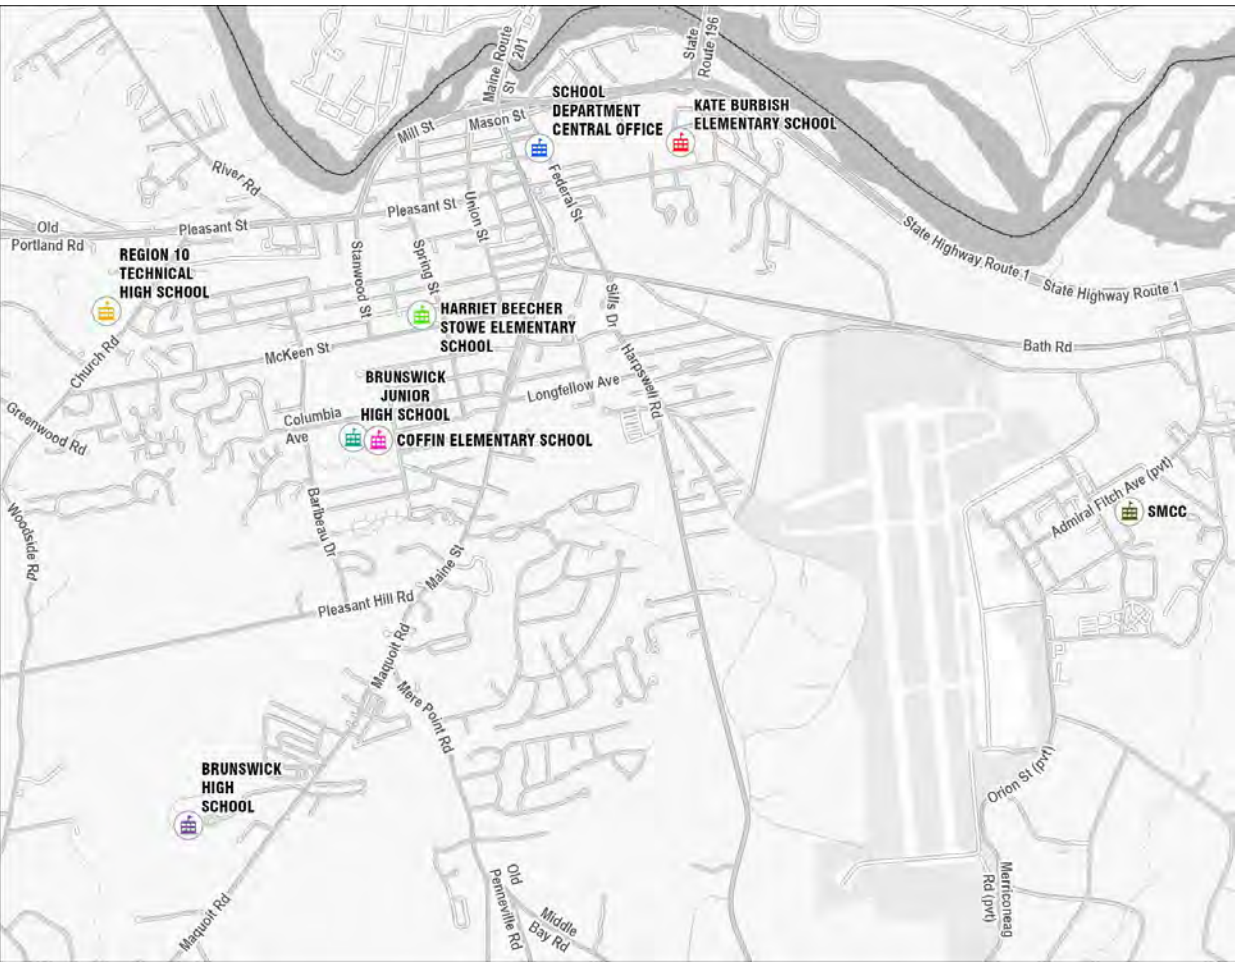 Maine Route
201
St
State
Route 196
SCHOOL
DEPARTMENT
CENTRAL OFFICE
KATE BURBISH
ELEMENTARY SCHOOL
Mill St
Mason St
River Rd
Federal St
Union St
Pleasant St
Old
Portland Rd
Pleasant St
State Highway Route 1
State Highway Route 1
REGION 10
TECHNICAL
HIGH SCHOOL
Stanwood St
Spring St
Sills Dr
HARRIET BEECHER
STOWE ELEMENTARY
SCHOOL
Church Rd
McKeen St
Harpswell Rd
Bath Rd
BRUNSWICK
JUNIOR
HIGH SCHOOL
Longfellow Ave
Greenwood Rd
Columbia
Ave
COFFIN ELEMENTARY SCHOOL
Admiral Fitch Ave (pvt)
SMCC
Woodside Rd
Baribeau Dr
Maine St
Pleasant Hill Rd
Maquoit Rd
Mere Point Rd
BRUNSWICK
HIGH
SCHOOL
Orion St (pvt)
Maquoit Rd
Old
Penneville Rd
Middle
Bay Rd
Merriconeag
Rd (pvt)